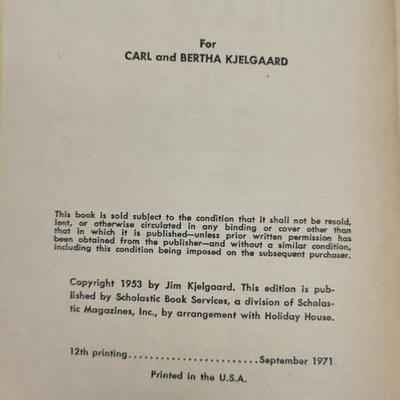 For
CARL and BERTHA KJELGAARD
This book is sold subject to the condition that it shall not be resold,
lent, or otherwise circulated in any binding or cover other than
that in which it is published—unless prior written permission has
been obtained from the publisher—and without a similar condition,
including this condition being imposed on the subsequent purchaser.
Copyright 1953 by Jim Kjelgaard. This edition is pub-
lished by Scholastic Book Services, a division of Scholas-
tic Magazines, Inc., by arrangement with Holiday House.
12th printing........................September 1971
Printed in the U.S.A.